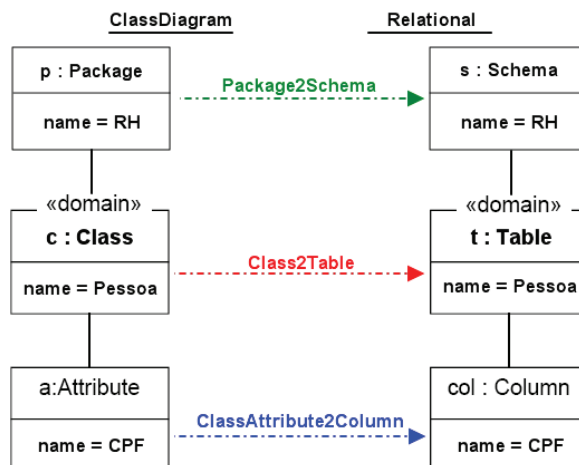 ClassDiagram Relational
p : Package s : Schema
Package2Schema
name = RH name = RH
«domain» «domain»
c : Class t : Table
Class2Table
name = Pessoa name = Pessoa
a:Attribute col : Column
ClassAttribute2Column
name = CPF name = CPF